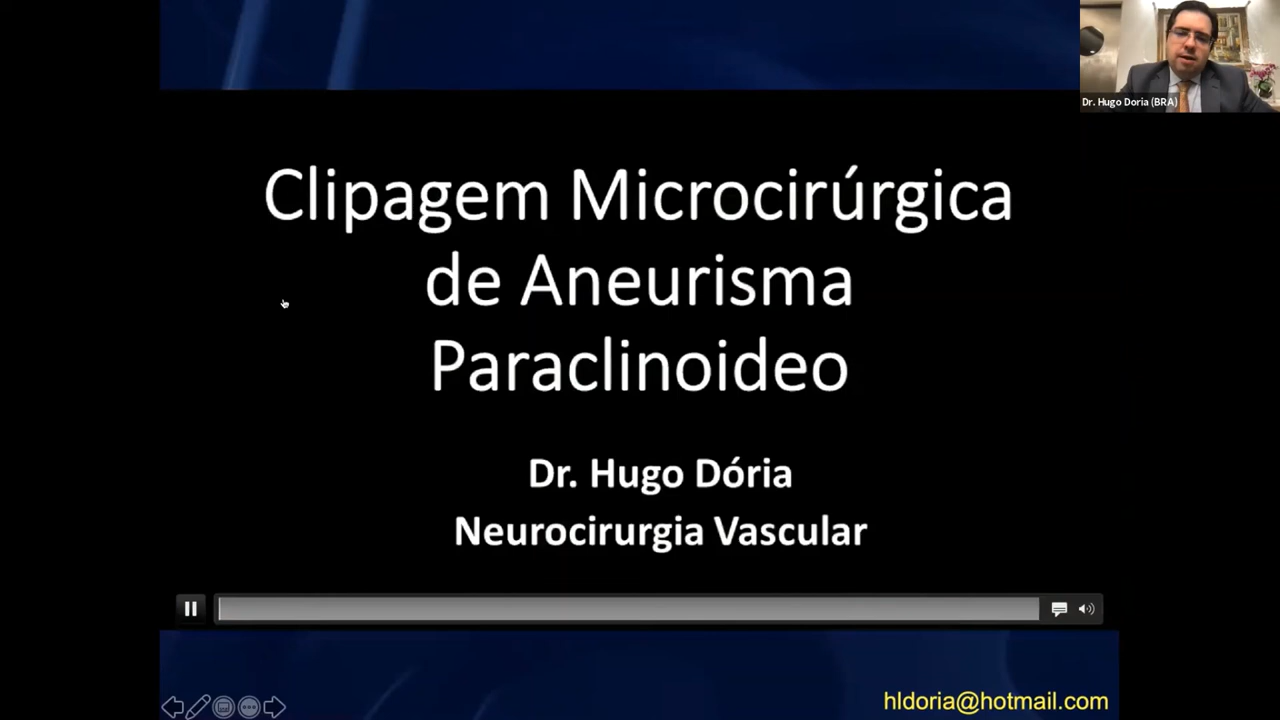 Dr. Hugo Doria (BRA)
Clipagem Microcirúrgica
de Aneurisma
Paraclinoideo
Dr. Hugo Dória
Neurocirurgia Vascular
hldoria@hotmail.com